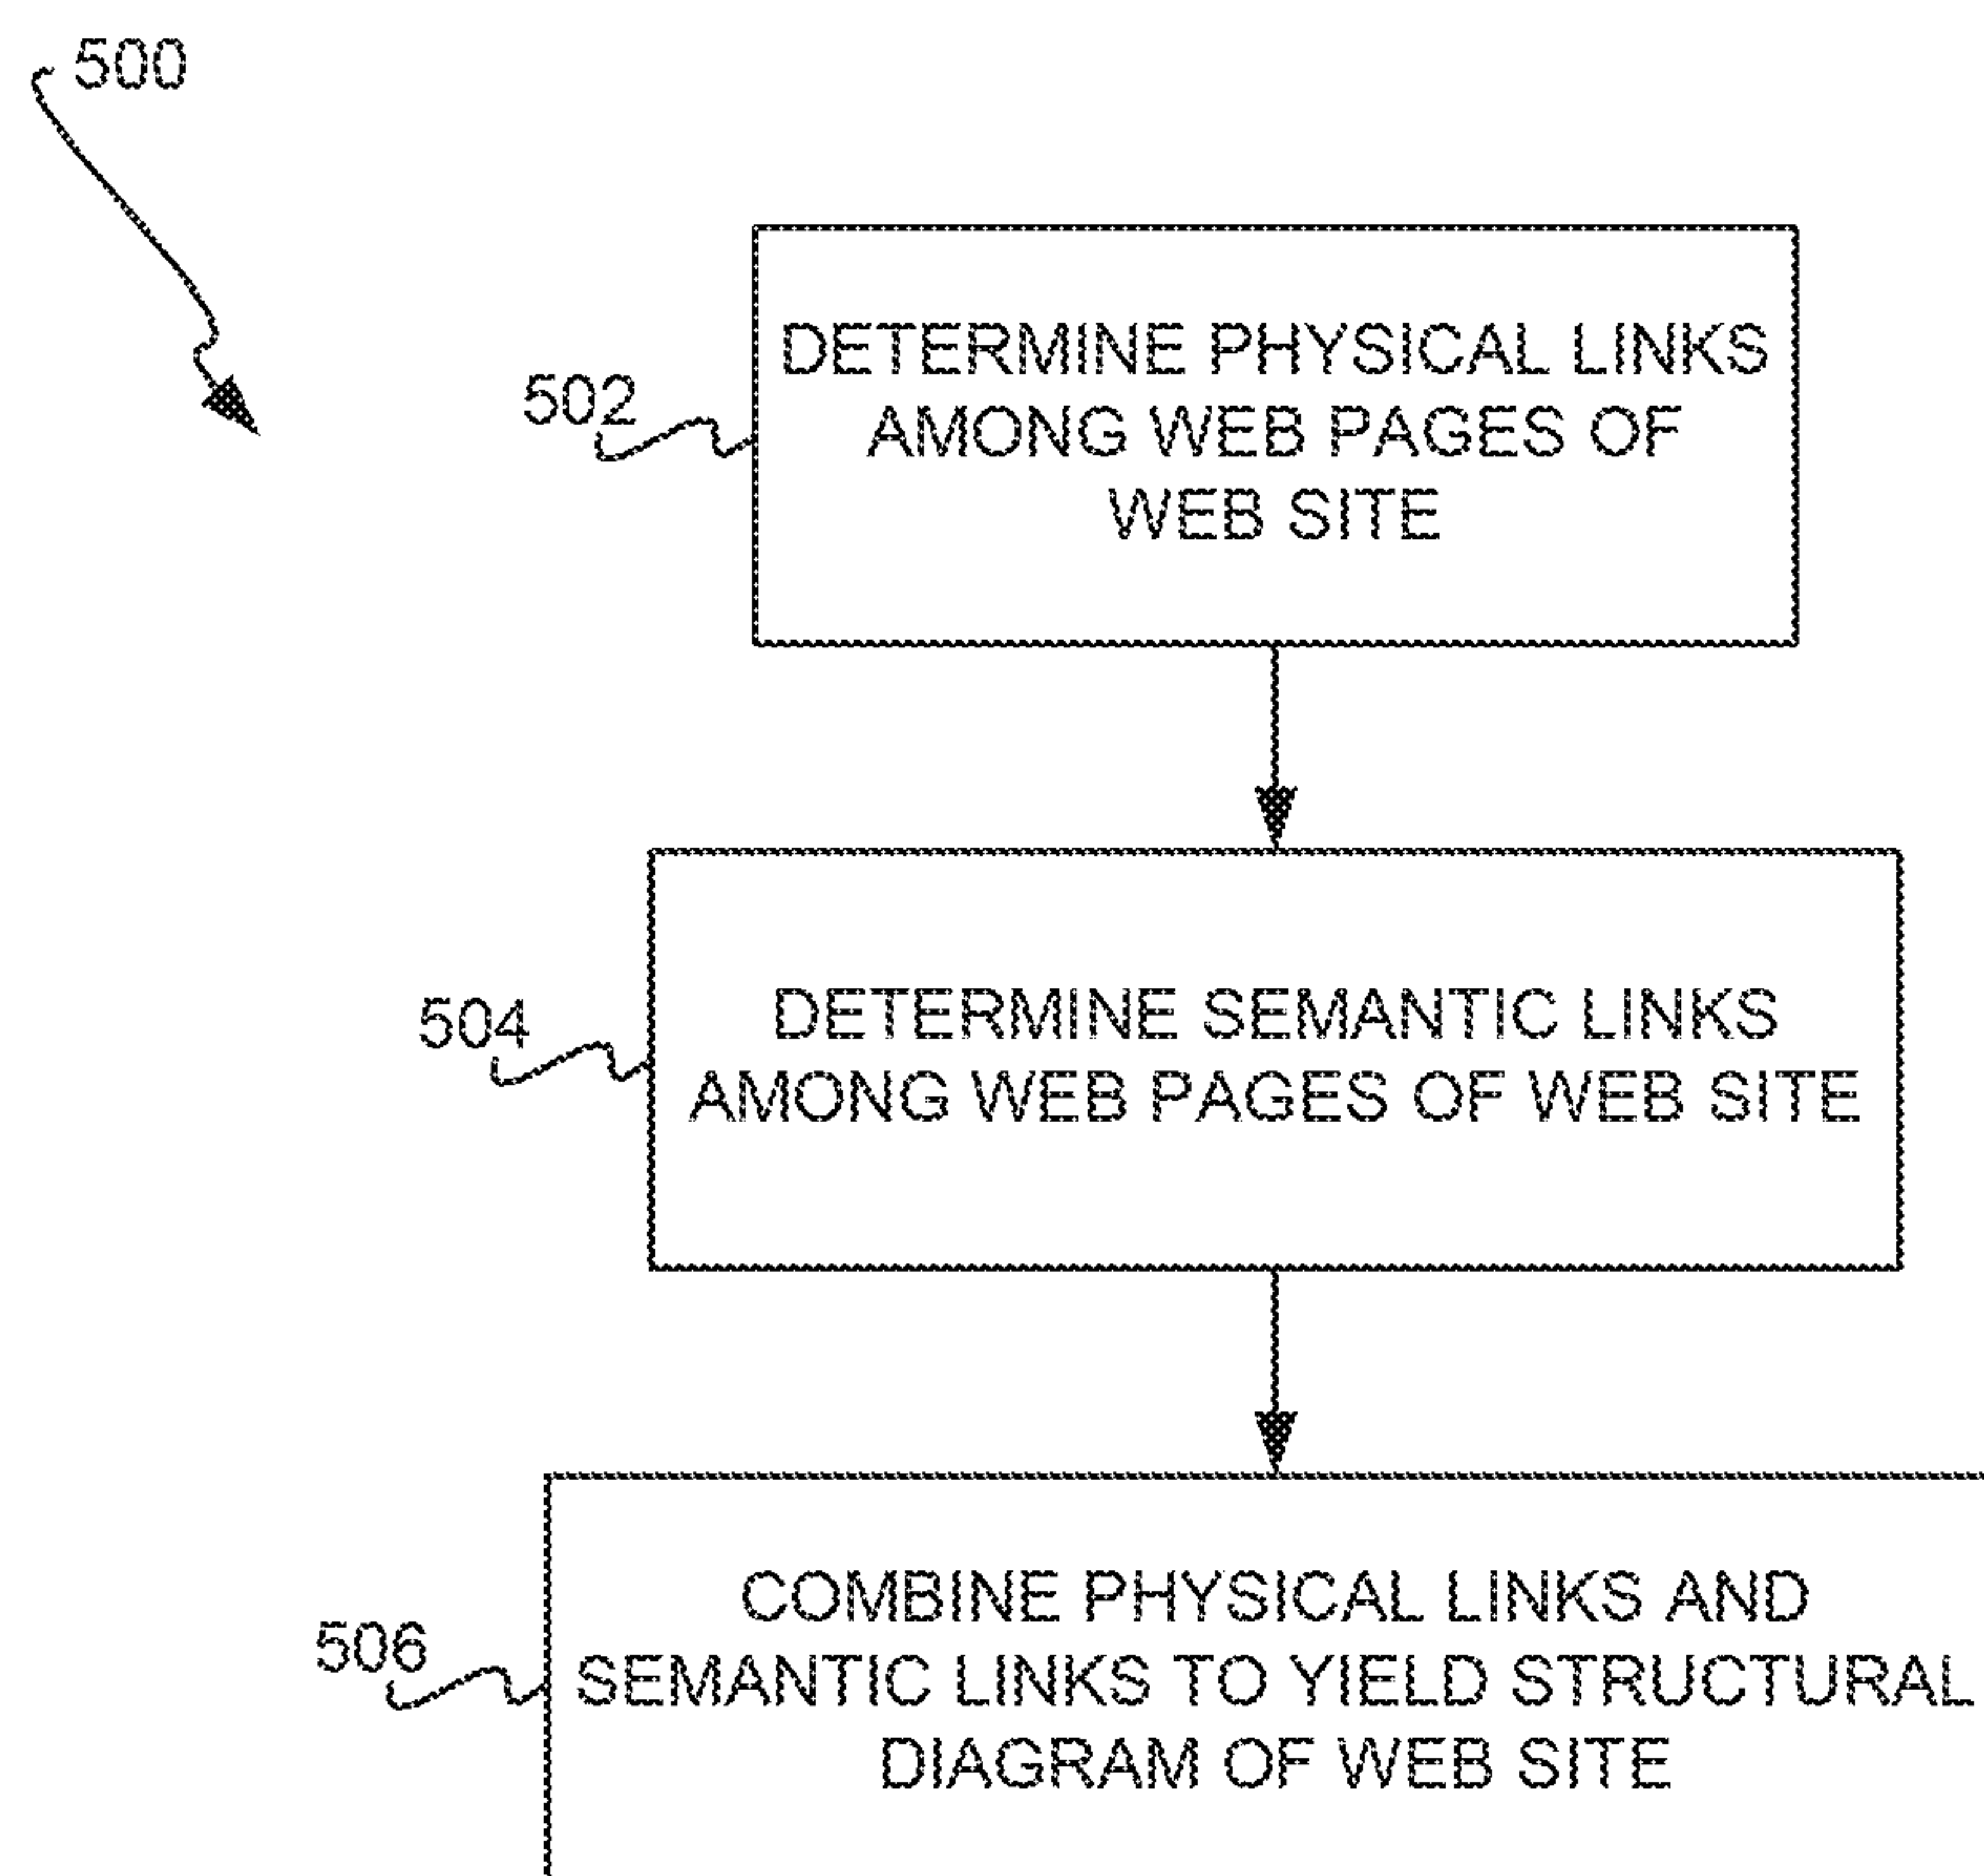 500
502
DETERMINE PHYSICAL LINKS
AMONG WEB PAGES OF
WEB SITE
504
DETERMINE SEMANTIC LINKS
AMONG WEB PAGES OF WEB SITE
506
COMBINE PHYSICAL LINKS AND
SEMANTIC LINKS TO YIELD STRUCTURAL
DIAGRAM OF WEB SITE